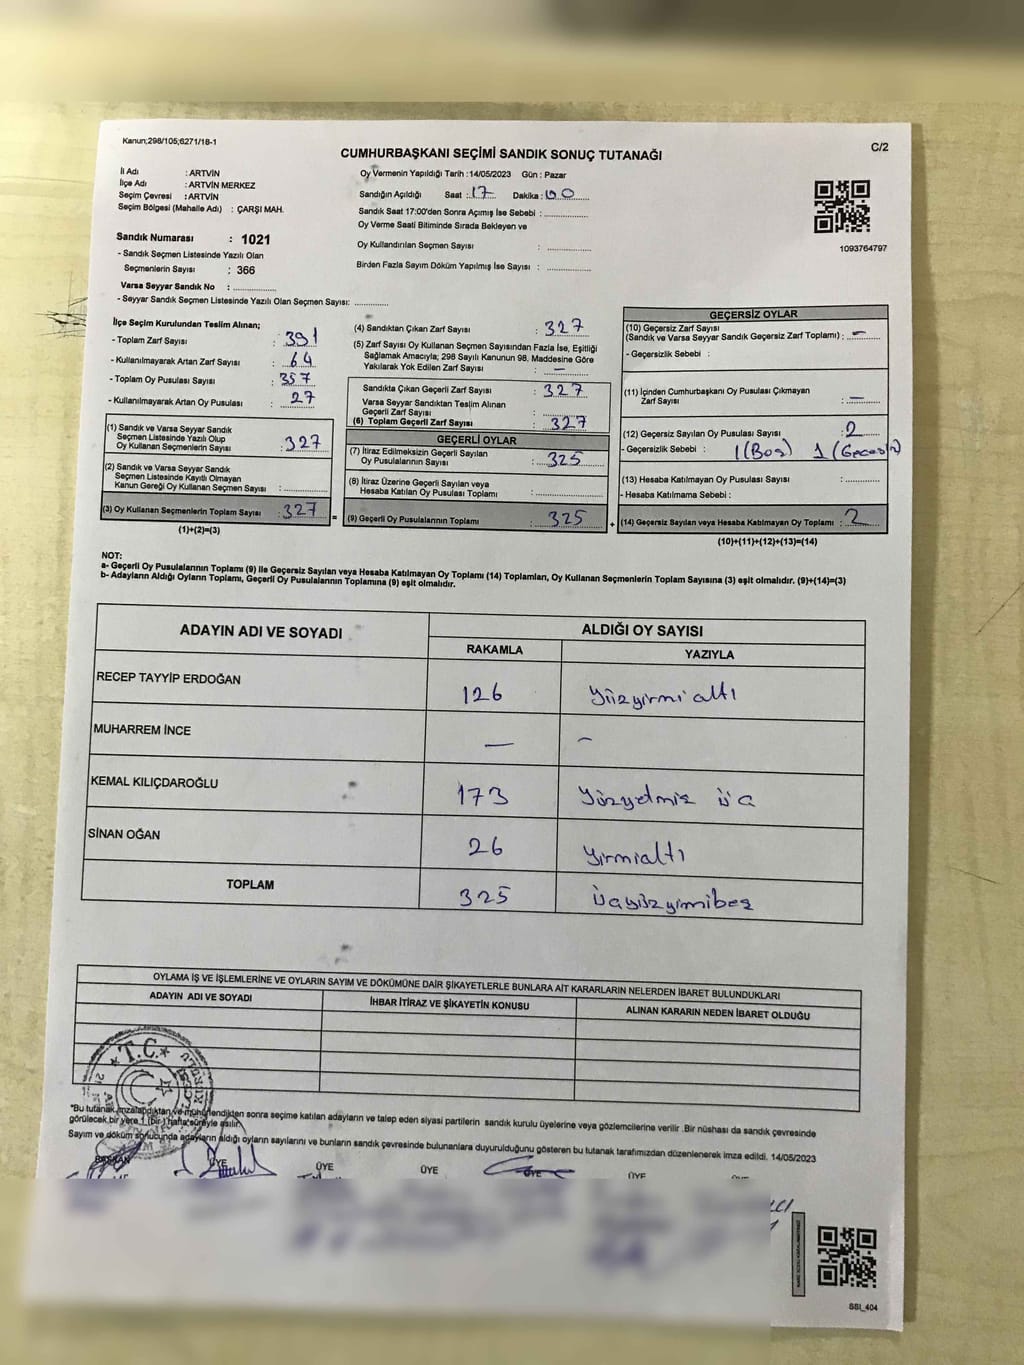 Kanun;298/105;6271/18-1
C/2
CUMHURBAŞKANI SEÇİMİ SANDIK SONUÇ TUTANAĞI
İl Adı : ARTVİN
İlçe Adı : ARTVİN MERKEZ
Seçim Çevresi : ARTVİN
Seçim Bölgesi (Mahalle Adı) : ÇARŞI MAH.
Sandık Numarası : 1021
- Sandık Seçmen Listesinde Yazılı Olan
Seçmenlerin Sayısı : 366
Varsa Seyyar Sandık No : ....................
- Seyyar Sandık Seçmen Listesinde Yazılı Olan Seçmen Sayısı: ..............
Oy Vermenin Yapıldığı Tarih :14/05/2023 Gün : Pazar
Sandığın Açıldığı Saat : 17 Dakika : 00
Sandık Saat 17:00'den Sonra Açımış İse Sebebi : ..................
Oy Verme Saati Bitiminde Sırada Bekleyen ve
Oy Kullandırılan Seçmen Sayısı : ..................
Birden Fazla Sayım Döküm Yapılmış İse Sayısı : ..................
1093764797
İlçe Seçim Kurulundan Teslim Alınan;
- Toplam Zarf Sayısı : 391
- Kullanılmayarak Artan Zarf Sayısı : 64
- Toplam Oy Pusulası Sayısı : 357
- Kullanılmayarak Artan Oy Pusulası : 27
(1) Sandık ve Varsa Seyyar Sandık
Seçmen Listesinde Yazılı Olup
Oy Kullanan Seçmenlerin Sayısı : 327
(2) Sandık ve Varsa Seyyar Sandık
Seçmen Listesinde Kayıtlı Olmayan
Kanun Gereği Oy Kullanan Seçmen Sayısı : ..............
(3) Oy Kullanan Seçmenlerin Toplam Sayısı : 327
(1)+(2)=(3)
(4) Sandıktan Çıkan Zarf Sayısı : 327
(5) Zarf Sayısı Oy Kullanan Seçmen Sayısından Fazla İse, Eşitliği
Sağlamak Amacıyla; 298 Sayılı Kanunun 98. Maddesine Göre
Yakılarak Yok Edilen Zarf Sayısı : —
Sandıkta Çıkan Geçerli Zarf Sayısı : 327
Varsa Seyyar Sandıktan Teslim Alınan
Geçerli Zarf Sayısı : ..................
(6) Toplam Geçerli Zarf Sayısı : 327
GEÇERLİ OYLAR
(7) İtiraz Edilmeksizin Geçerli Sayılan
Oy Pusulalarının Sayısı : 325
(8) İtiraz Üzerine Geçerli Sayılan veya
Hesaba Katılan Oy Pusulası Toplamı : ..................
= (9) Geçerli Oy Pusulalarının Toplamı : 325 +
GEÇERSİZ OYLAR
(10) Geçersiz Zarf Sayısı
(Sandık ve Varsa Seyyar Sandık Geçersiz Zarf Toplamı) : —
- Geçersizlik Sebebi :
(11) İçinden Cumhurbaşkanı Oy Pusulası Çıkmayan
Zarf Sayısı : —
(12) Geçersiz Sayılan Oy Pusulası Sayısı : 2
- Geçersizlik Sebebi : 1(Boş) 1
(13) Hesaba Katılmayan Oy Pusulası Sayısı : ..............
- Hesaba Katılmama Sebebi :
(14) Geçersiz Sayılan veya Hesaba Katılmayan Oy Toplamı : 2
(10)+(11)+(12)+(13)=(14)
NOT:
a- Geçerli Oy Pusulalarının Toplamı (9) ile Geçersiz Sayılan veya Hesaba Katılmayan Oy Toplamı (14) Toplamları, Oy Kullanan Seçmenlerin Toplam Sayısına (3) eşit olmalıdır. (9)+(14)=(3)
b- Adayların Aldığı Oyların Toplamı, Geçerli Oy Pusulalarının Toplamına (9) eşit olmalıdır.
ADAYIN ADI VE SOYADI ALDIĞI OY SAYISI
RAKAMLA YAZIYLA
RECEP TAYYİP ERDOĞAN 126 Yüzyirmialtı
MUHARREM İNCE — –
KEMAL KILIÇDAROĞLU 173 Yüzyetmiş üç
SİNAN OĞAN 26 Yirmialtı
TOPLAM 325 Üçyüzyirmibeş
OYLAMA İŞ VE İŞLEMLERİNE VE OYLARIN SAYIM VE DÖKÜMÜNE DAİR ŞİKAYETLERLE BUNLARA AİT KARARLARIN NELERDEN İBARET BULUNDUKLARI
ADAYIN ADI VE SOYADI İHBAR İTİRAZ VE ŞİKAYETİN KONUSU ALINAN KARARIN NEDEN İBARET OLDUĞU
T.C.
*Bu tutanak imzalandıktan ve mühürlendikten sonra seçime katılan adayların ve talep eden siyasi partilerin sandık kurulu üyelerine veya gözlemcilerine verilir .Bir nüshası da sandık çevresinde
görülecek bir yere 1 (bir ) hafta süreyle asılır.
Sayım ve döküm sonucunda adayların aldığı oyların sayılarını ve bunların sandık çevresinde bulunanlara duyurulduğunu gösteren bu tutanak tarafımızdan düzenlenerek imza edildi. 14/05/2023
BAŞKAN ÜYE ÜYE ÜYE ÜYE ÜYE
SSI_404